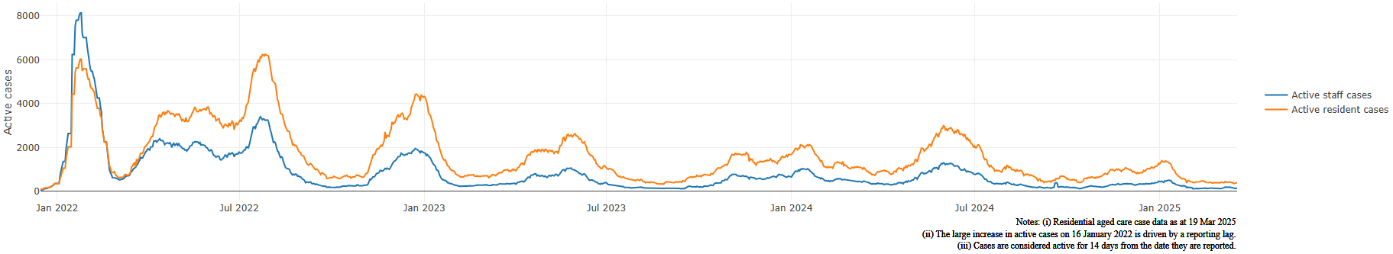 Active cases
8000
6000
4000
2000
0
Jan 2022 Jul 2022 Jan 2023 Jul 2023 Jan 2024 Jul 2024 Jan 2025
Active staff cases
Active resident cases
Notes: (i) Residential aged care case data as at 19 Mar 2025
(ii) The large increase in active cases on 16 January 2022 is driven by a reporting lag.
(iii) Cases are considered active for 14 days from the date they are reported.